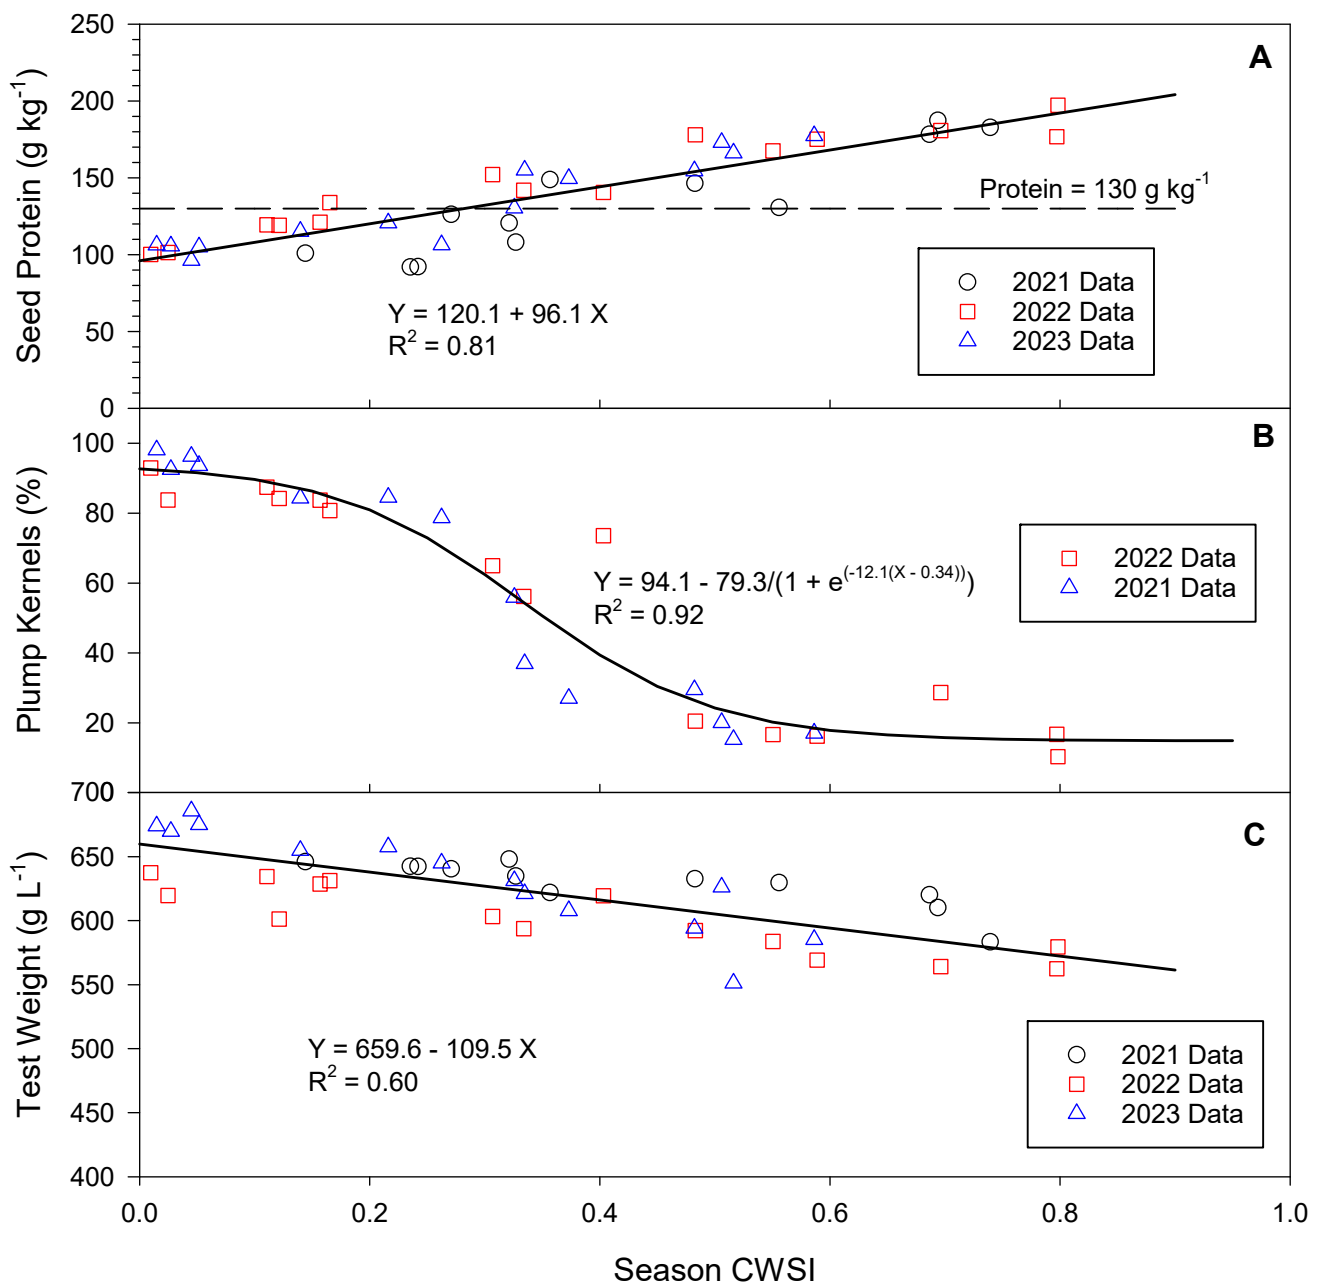 250
A
200
150
100
50
0
Seed Protein (g kg⁻¹)
Protein = 130 g kg⁻¹
2021 Data
2022 Data
2023 Data
Y = 120.1 + 96.1 X
R² = 0.81
B
100
80
60
40
20
0
Plump Kernels (%)
2022 Data
2021 Data
Y = 94.1 - 79.3/(1 + e^(-12.1(X - 0.34)))
R² = 0.92
C
700
650
600
550
500
450
400
Test Weight (g L⁻¹)
Y = 659.6 - 109.5 X
R² = 0.60
2021 Data
2022 Data
2023 Data
0.0 0.2 0.4 0.6 0.8 1.0
Season CWSI